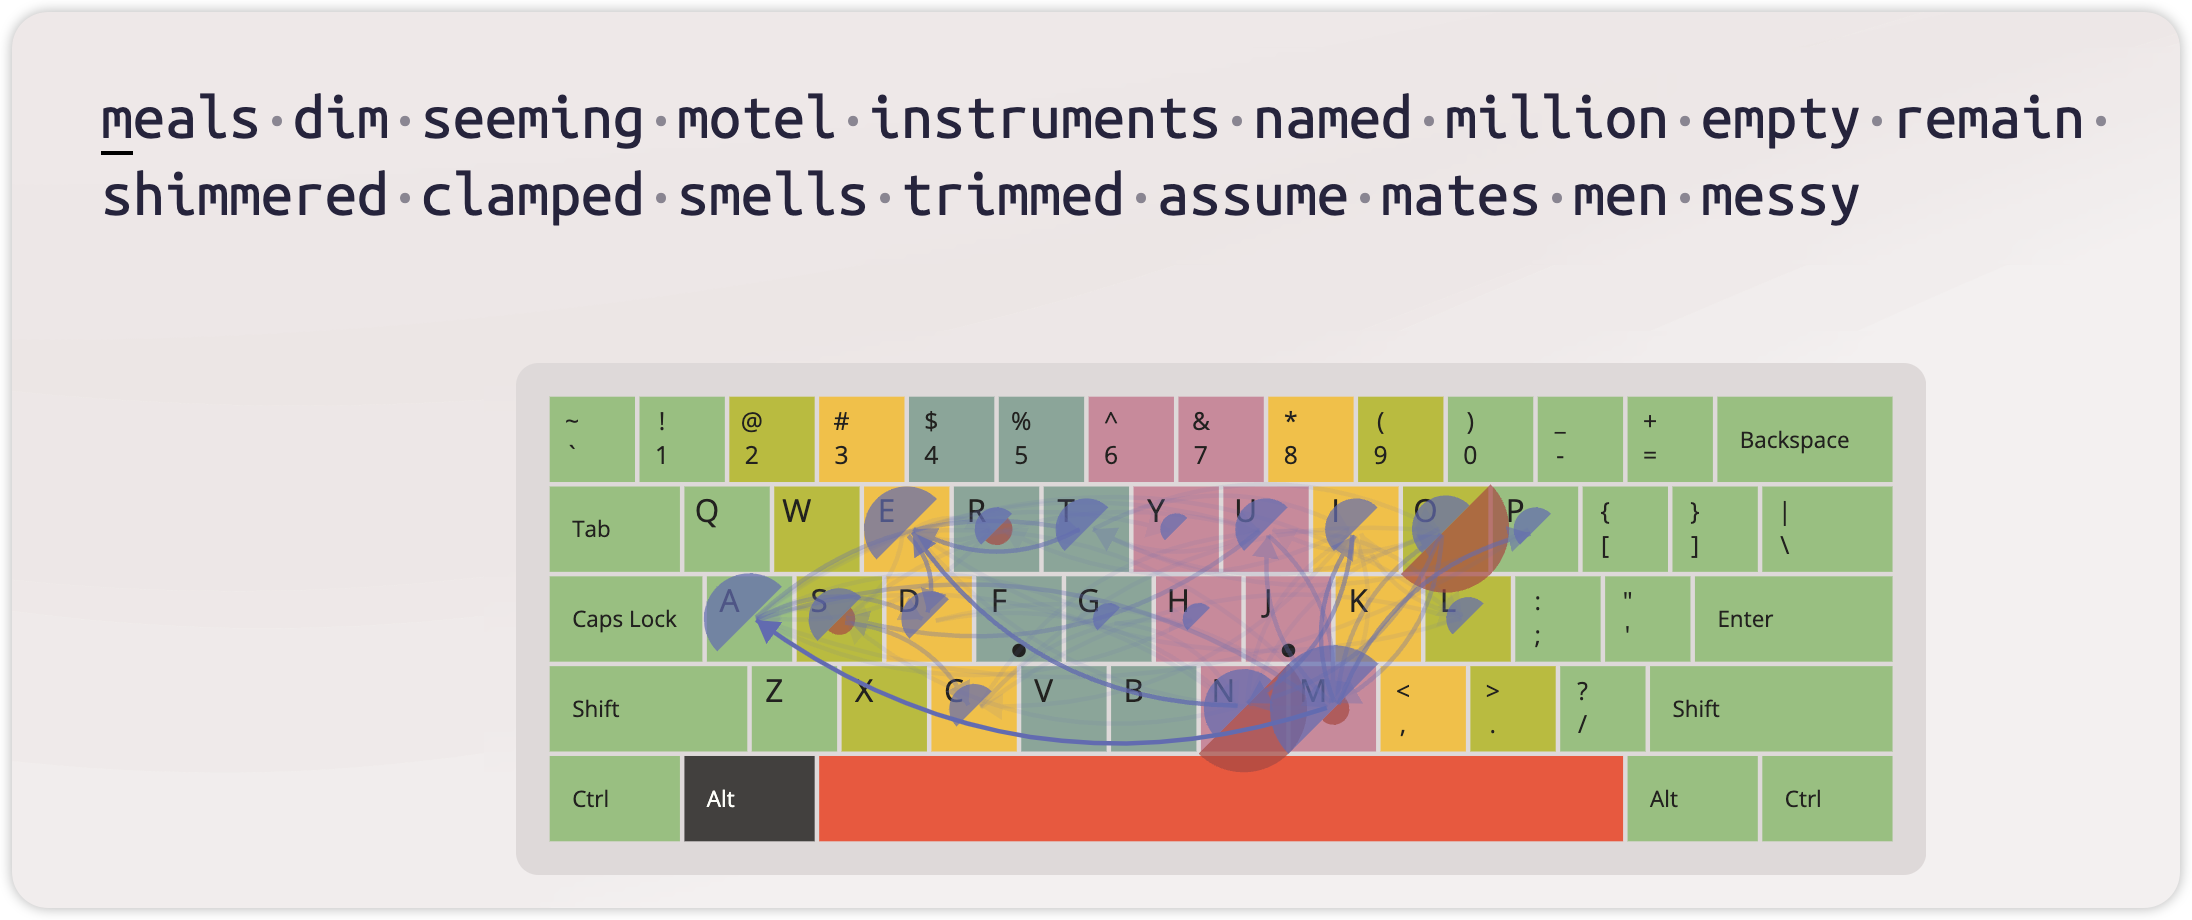 meals·dim·seeming·motel·instruments·named·million·empty·remain·
shimmered·clamped·smells·trimmed·assume·mates·men·messy
~ ! @ # $ % ^ & * ( ) _ +
` 1 2 3 4 5 6 7 8 9 0 - = Backspace
Tab Q W E R T Y U I O P { } |
[ ] \
Caps Lock A S D F G H J K L : " Enter
; '
Shift Z X C V B N M < > ? Shift
, . /
Ctrl Alt Alt Ctrl